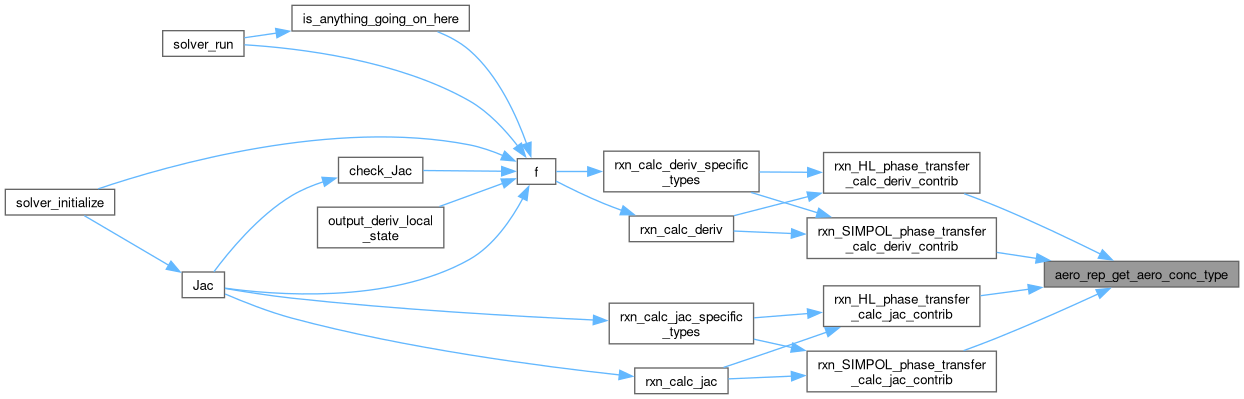 is_anything_going_on_here
solver_run
solver_initialize
check_Jac
output_deriv_local
_state
Jac
f
rxn_calc_deriv_specific
_types
rxn_calc_deriv
rxn_calc_jac_specific
_types
rxn_calc_jac
rxn_HL_phase_transfer
_calc_deriv_contrib
rxn_SIMPOL_phase_transfer
_calc_deriv_contrib
rxn_HL_phase_transfer
_calc_jac_contrib
rxn_SIMPOL_phase_transfer
_calc_jac_contrib
aero_rep_get_aero_conc_type